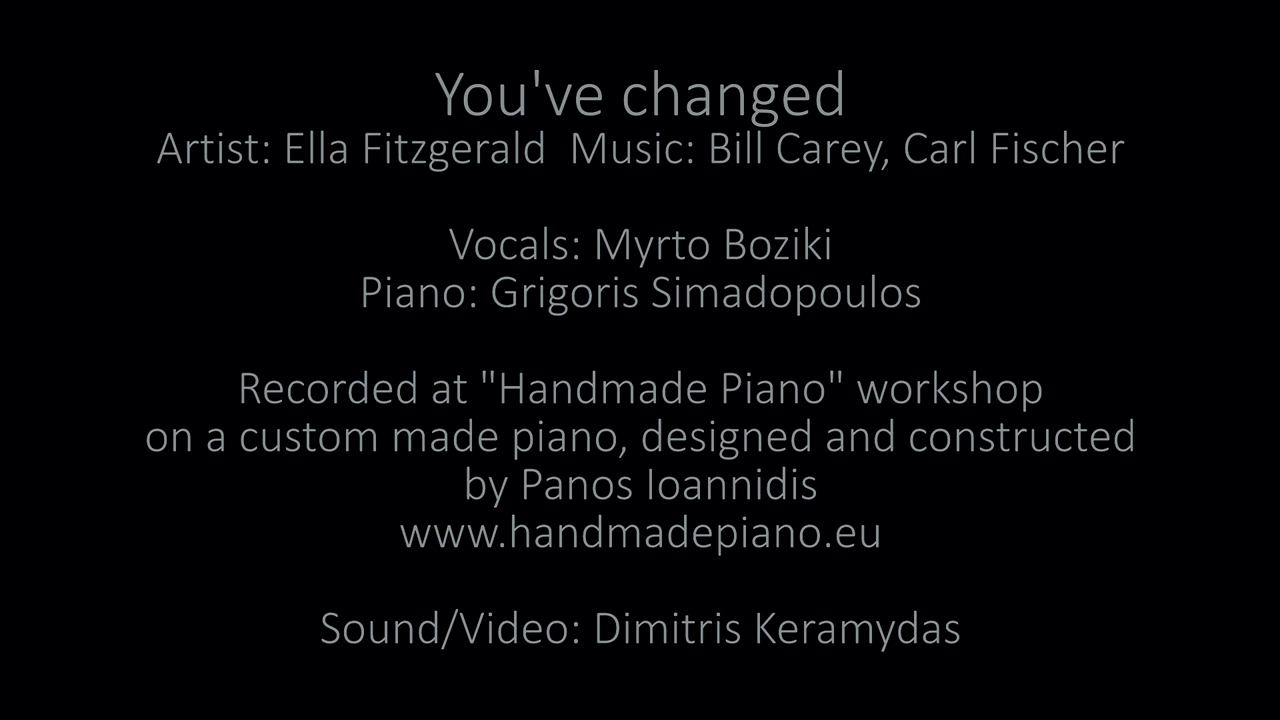 You've changed
Artist: Ella Fitzgerald  Music: Bill Carey, Carl Fischer
Vocals: Myrto Boziki
Piano: Grigoris Simadopoulos
Recorded at "Handmade Piano" workshop
on a custom made piano, designed and constructed
by Panos Ioannidis
www.handmadepiano.eu
Sound/Video: Dimitris Keramydas